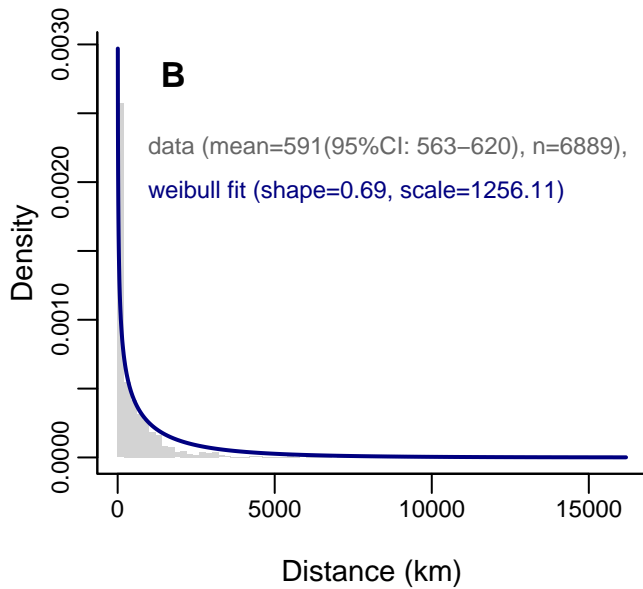 B
data (mean=591(95%CI: 563−620), n=6889),
weibull fit (shape=0.69, scale=1256.11)
Density
0.0030
0.0020
0.0010
0.0000
0
5000
10000
15000
Distance (km)